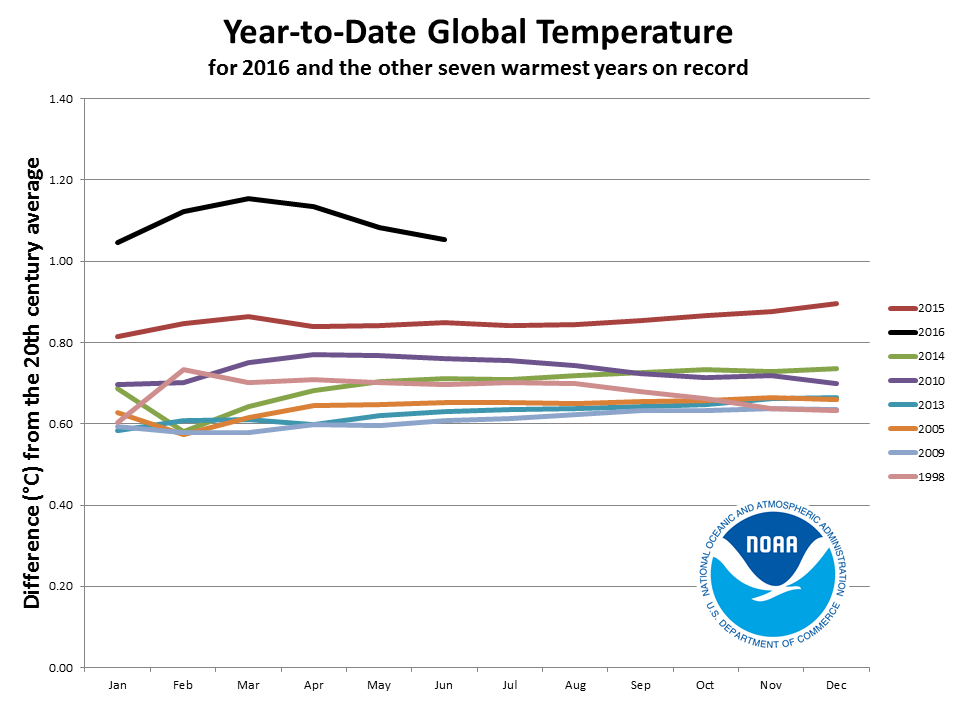 Year-to-Date Global Temperature
for 2016 and the other seven warmest years on record
Difference (°C) from the 20th century average
1.40
1.20
1.00
0.80
0.60
0.40
0.20
0.00
Jan Feb Mar Apr May Jun Jul Aug Sep Oct Nov Dec
2015
2016
2014
2010
2013
2005
2009
1998
NATIONAL OCEANIC AND ATMOSPHERIC ADMINISTRATION
NOAA
U.S. DEPARTMENT OF COMMERCE